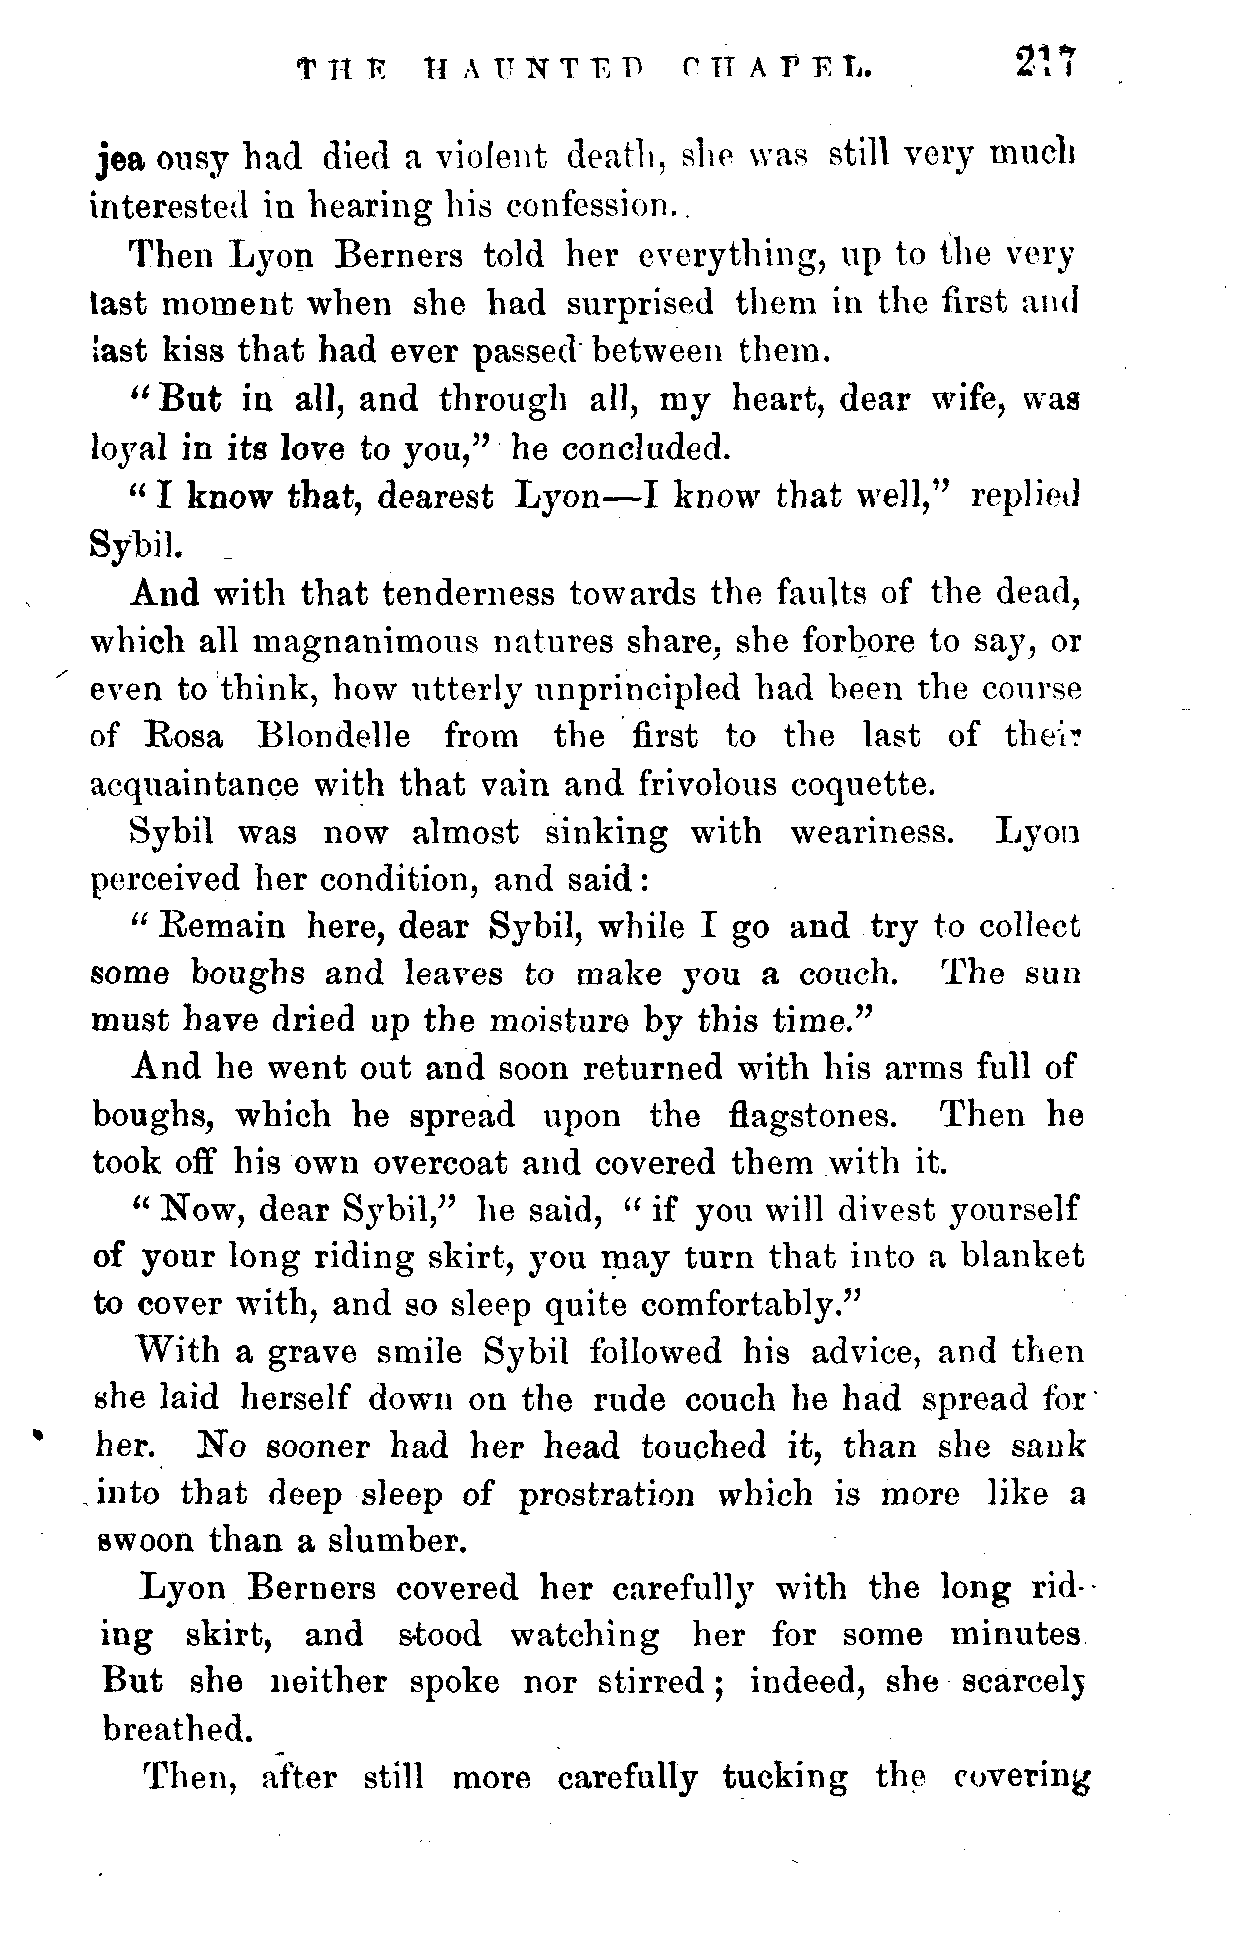 THE HAUNTED CHAPEL. 217
jea ousy had died a violent death, she was still very much
interested in hearing his confession.
Then Lyon Berners told her everything, up to the very
last moment when she had surprised them in the first and
last kiss that had ever passed between them.
"But in all, and through all, my heart, dear wife, was
loyal in its love to you," he concluded.
"I know that, dearest Lyon—I know that well," replied
Sybil.
And with that tenderness towards the faults of the dead,
which all magnanimous natures share, she forbore to say, or
even to think, how utterly unprincipled had been the course
of Rosa Blondelle from the first to the last of their
acquaintance with that vain and frivolous coquette.
Sybil was now almost sinking with weariness. Lyon
perceived her condition, and said:
"Remain here, dear Sybil, while I go and try to collect
some boughs and leaves to make you a couch. The sun
must have dried up the moisture by this time."
And he went out and soon returned with his arms full of
boughs, which he spread upon the flagstones. Then he
took off his own overcoat and covered them with it.
"Now, dear Sybil," he said, "if you will divest yourself
of your long riding skirt, you may turn that into a blanket
to cover with, and so sleep quite comfortably."
With a grave smile Sybil followed his advice, and then
she laid herself down on the rude couch he had spread for
her. No sooner had her head touched it, than she sank
into that deep sleep of prostration which is more like a
swoon than a slumber.
Lyon Berners covered her carefully with the long rid-
ing skirt, and stood watching her for some minutes
But she neither spoke nor stirred; indeed, she scarcely
breathed.
Then, after still more carefully tucking the covering